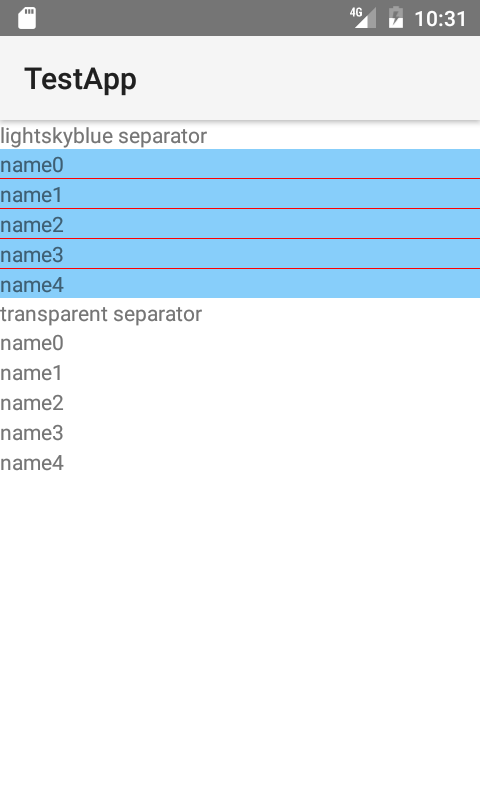 4G 10:31
TestApp
lightskyblue separator
name0
name1
name2
name3
name4
transparent separator
name0
name1
name2
name3
name4